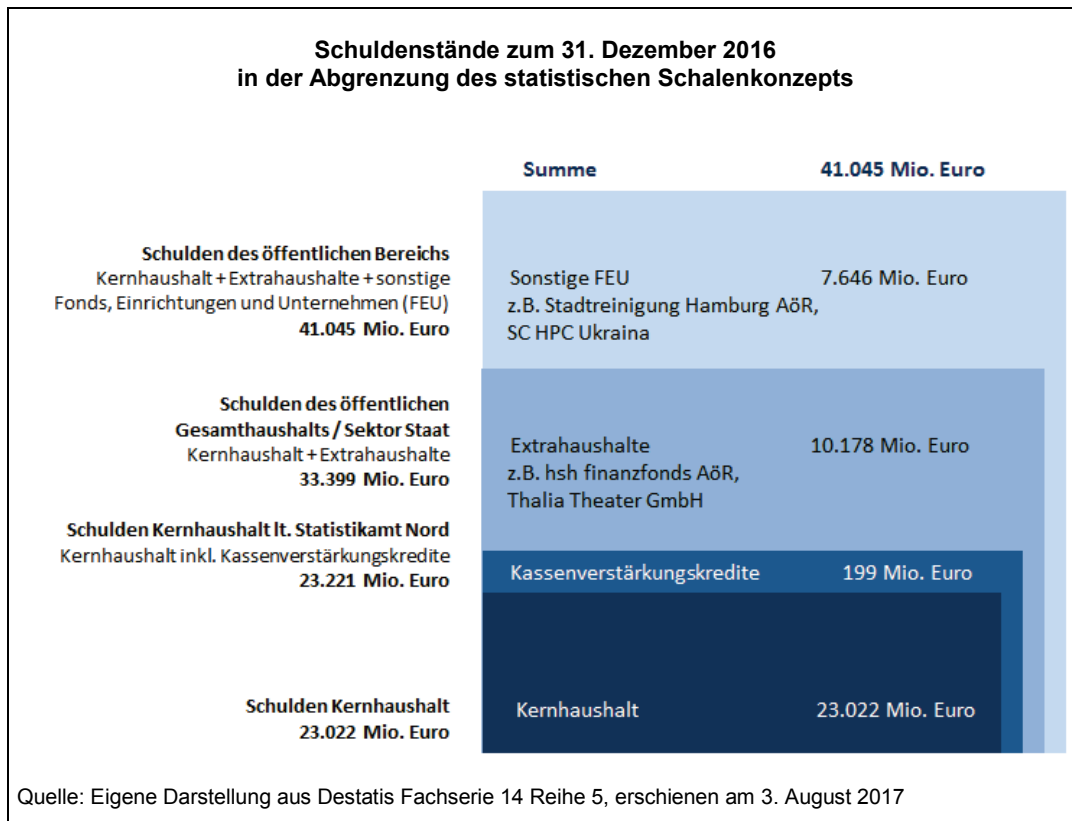 Schuldenstände zum 31. Dezember 2016
in der Abgrenzung des statistischen Schalenkonzepts
Summe 41.045 Mio. Euro
Schulden des öffentlichen Bereichs
Kernhaushalt + Extrahaushalte + sonstige
Fonds, Einrichtungen und Unternehmen (FEU)
41.045 Mio. Euro
Sonstige FEU 7.646 Mio. Euro
z.B. Stadtreinigung Hamburg AöR,
SC HPC Ukraina
Schulden des öffentlichen
Gesamthaushalts / Sektor Staat
Kernhaushalt + Extrahaushalte
33.399 Mio. Euro
Extrahaushalte 10.178 Mio. Euro
z.B. hsh finanzfonds AöR,
Thalia Theater GmbH
Schulden Kernhaushalt lt. Statistikamt Nord
Kernhaushalt inkl. Kassenverstärkungskredite
23.221 Mio. Euro
Kassenverstärkungskredite 199 Mio. Euro
Schulden Kernhaushalt
23.022 Mio. Euro
Kernhaushalt 23.022 Mio. Euro
Quelle: Eigene Darstellung aus Destatis Fachserie 14 Reihe 5, erschienen am 3. August 2017